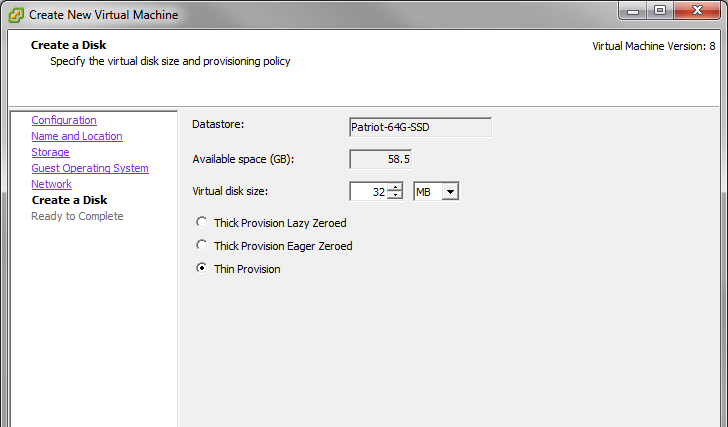 Create New Virtual Machine
Create a Disk
Specify the virtual disk size and provisioning policy
Virtual Machine Version: 8
Configuration
Name and Location
Storage
Guest Operating System
Network
Create a Disk
Ready to Complete
Datastore:
Patriot-64G-SSD
Available space (GB):
58.5
Virtual disk size:
32
MB
Thick Provision Lazy Zeroed
Thick Provision Eager Zeroed
Thin Provision